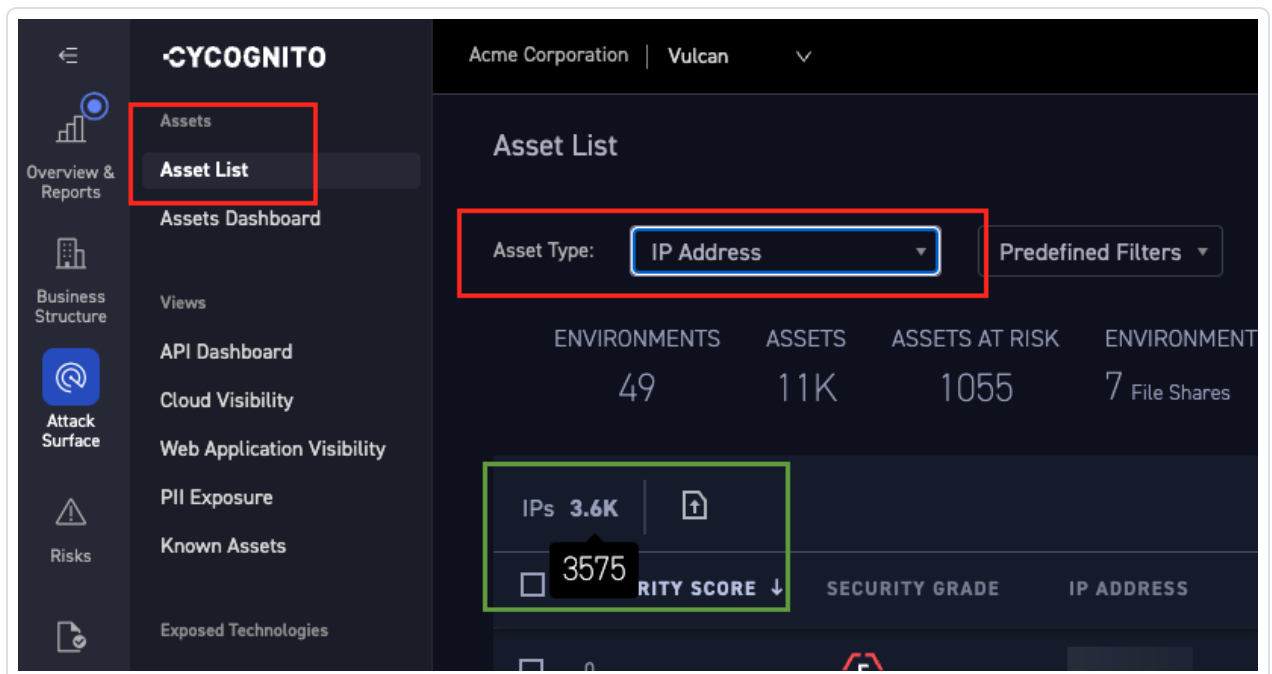 CYCOGNITO
Acme Corporation | Vulcan
Overview &
Reports
Business
Structure
Attack
Surface
Risks
Assets
Asset List
Assets Dashboard
Views
API Dashboard
Cloud Visibility
Web Application Visibility
PII Exposure
Known Assets
Exposed Technologies
Asset List
Asset Type: IP Address
Predefined Filters
ENVIRONMENTS ASSETS ASSETS AT RISK ENVIRONMENT
49 11K 1055 7 File Shares
IPs 3.6K
3575
RITY SCORE ↓ SECURITY GRADE IP ADDRESS